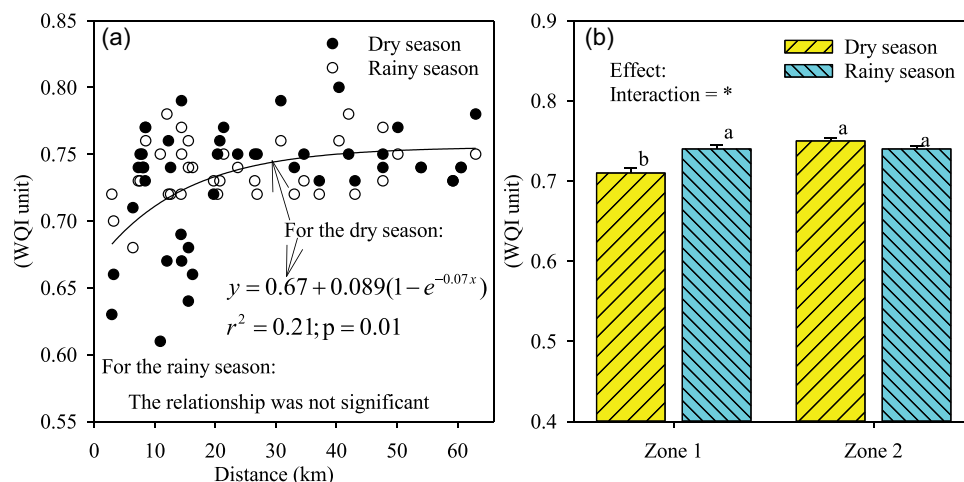 (a)
Dry season
Rainy season
0.85
0.80
0.75
0.70
0.65
0.60
0.55
(WQI unit)
For the dry season:
y = 0.67 + 0.089(1 − e^{-0.07x})
r² = 0.21; p = 0.01
For the rainy season:
The relationship was not significant
0 10 20 30 40 50 60
Distance (km)
(b)
Dry season
Rainy season
Effect:
Interaction = *
0.9
0.8
0.7
0.6
0.5
0.4
(WQI unit)
b a a a
Zone 1 Zone 2